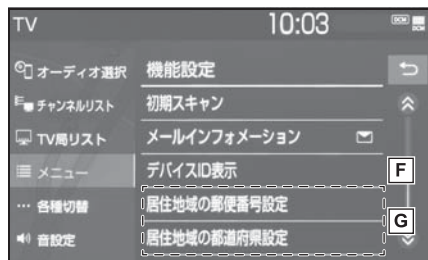 TV 10:03 DCM DCM
オーディオ選択
チャンネルリスト
TV局リスト
メニュー
各種切替
音設定
機能設定
初期スキャン
メールインフォメーション
デバイスID表示
居住地域の郵便番号設定
居住地域の都道府県設定
F
G